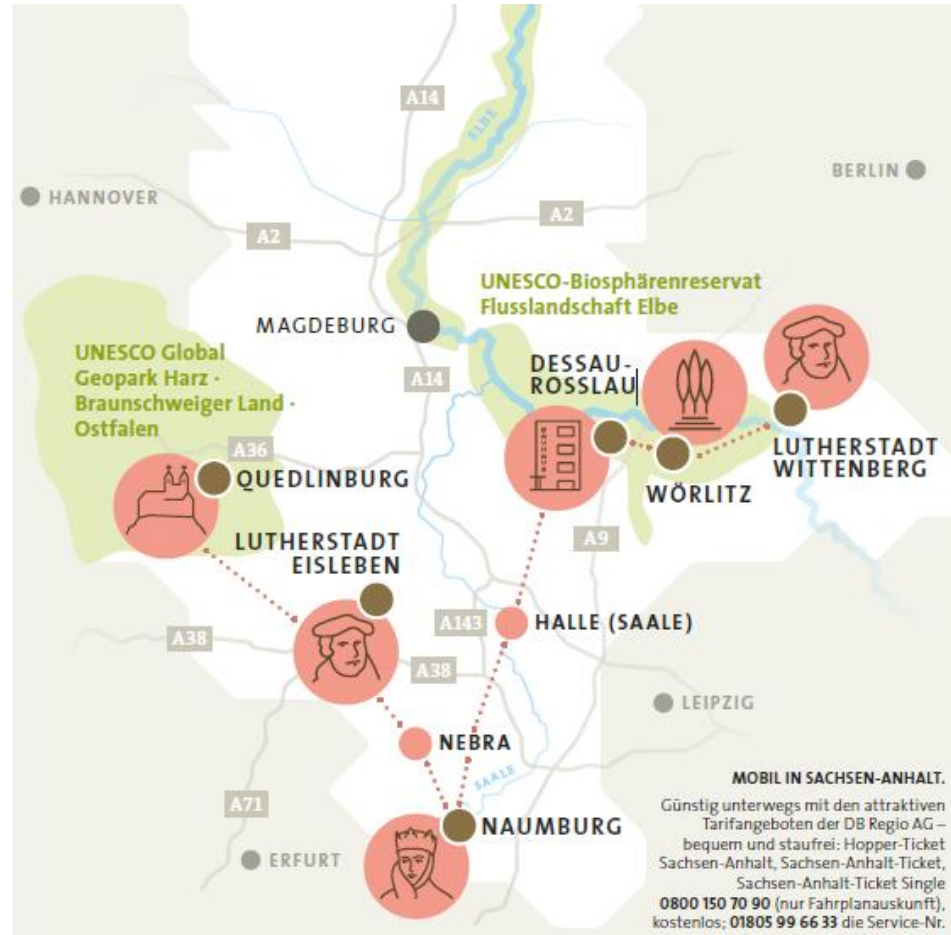 A14
ELBE
BERLIN
HANNOVER
A2
A2
UNESCO-Biosphärenreservat
Flusslandschaft Elbe
MAGDEBURG
UNESCO Global
Geopark Harz ·
Braunschweiger Land ·
Ostfalen
DESSAU-
ROSSLAU
A14
BAUHAUS
A36
QUEDLINBURG
LUTHERSTADT
WITTENBERG
WÖRLITZ
LUTHERSTADT
EISLEBEN
A9
A143
HALLE (SAALE)
A38
A38
LEIPZIG
NEBRA
SAALE
A71
NAUMBURG
ERFURT
MOBIL IN SACHSEN-ANHALT.
Günstig unterwegs mit den attraktiven
Tarifangeboten der DB Regio AG –
bequem und staufrei: Hopper-Ticket
Sachsen-Anhalt, Sachsen-Anhalt-Ticket,
Sachsen-Anhalt-Ticket Single
0800 150 70 90 (nur Fahrplanauskunft),
kostenlos; 01805 99 66 33 die Service-Nr.